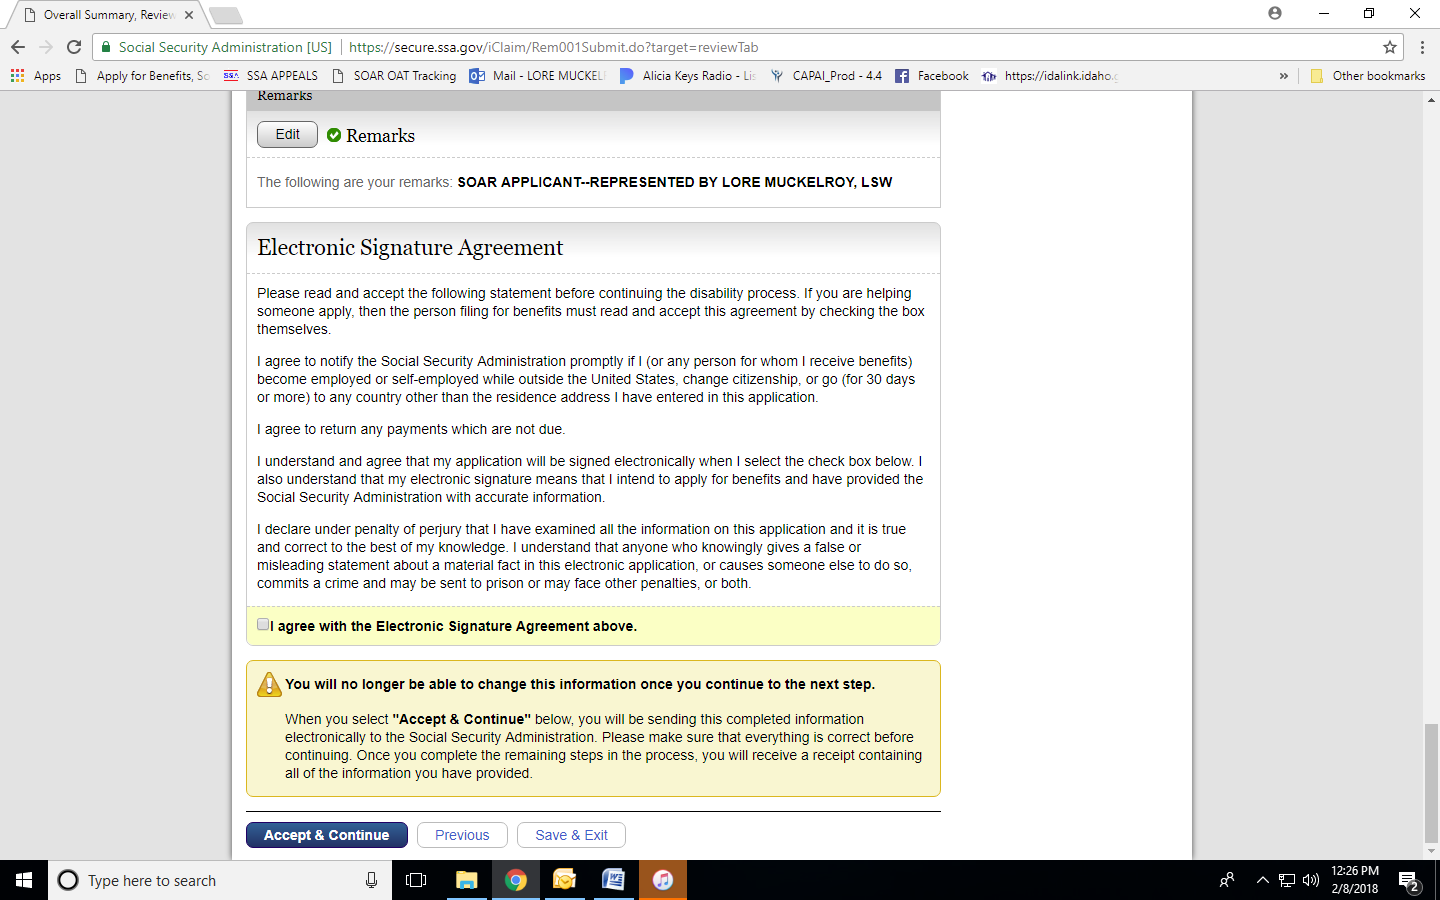 Overall Summary, Review
Social Security Administration [US] https://secure.ssa.gov/iClaim/Rem001Submit.do?target=reviewTab
Apps Apply for Benefits, So SSA APPEALS SOAR OAT Tracking Mail - LORE MUCKEL Alicia Keys Radio - Lis CAPAI_Prod - 4.4 Facebook https://idalink.idaho.g » Other bookmarks
Remarks
Edit Remarks
The following are your remarks: SOAR APPLICANT--REPRESENTED BY LORE MUCKELROY, LSW
Electronic Signature Agreement
Please read and accept the following statement before continuing the disability process. If you are helping
someone apply, then the person filing for benefits must read and accept this agreement by checking the box
themselves.
I agree to notify the Social Security Administration promptly if I (or any person for whom I receive benefits)
become employed or self-employed while outside the United States, change citizenship, or go (for 30 days
or more) to any country other than the residence address I have entered in this application.
I agree to return any payments which are not due.
I understand and agree that my application will be signed electronically when I select the check box below. I
also understand that my electronic signature means that I intend to apply for benefits and have provided the
Social Security Administration with accurate information.
I declare under penalty of perjury that I have examined all the information on this application and it is true
and correct to the best of my knowledge. I understand that anyone who knowingly gives a false or
misleading statement about a material fact in this electronic application, or causes someone else to do so,
commits a crime and may be sent to prison or may face other penalties, or both.
I agree with the Electronic Signature Agreement above.
You will no longer be able to change this information once you continue to the next step.
When you select "Accept & Continue" below, you will be sending this completed information
electronically to the Social Security Administration. Please make sure that everything is correct before
continuing. Once you complete the remaining steps in the process, you will receive a receipt containing
all of the information you have provided.
Accept & Continue Previous Save & Exit
Type here to search
12:26 PM
2/8/2018
2